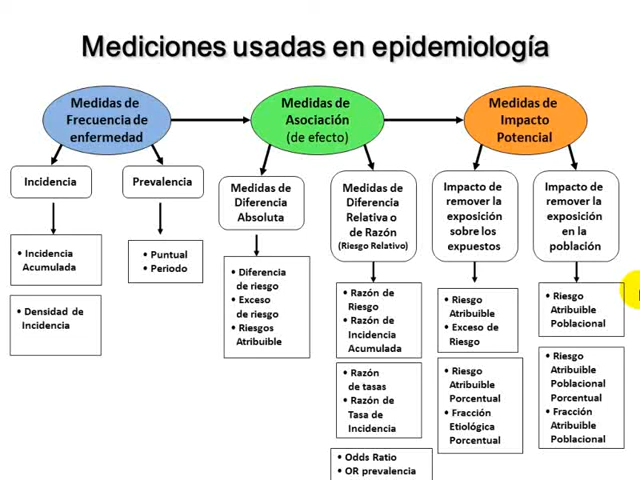 Mediciones usadas en epidemiología
Medidas de
Frecuencia de
enfermedad
Medidas de
Asociación
(de efecto)
Medidas de
Impacto
Potencial
Incidencia
Prevalencia
Medidas de
Diferencia
Absoluta
Medidas de
Diferencia
Relativa o
de Razón
(Riesgo Relativo)
Impacto de
remover la
exposición
sobre los
expuestos
Impacto de
remover la
exposición
en la
población
• Incidencia
Acumulada
• Densidad de
Incidencia
• Puntual
• Periodo
• Diferencia
de riesgo
• Exceso
de riesgo
• Riesgos
Atribuible
• Razón de
Riesgo
• Razón de
Incidencia
Acumulada
• Razón
de tasas
• Razón de
Tasa de
Incidencia
• Odds Ratio
• OR prevalencia
• Riesgo
Atribuible
• Exceso de
Riesgo
• Riesgo
Atribuible
Porcentual
• Fracción
Etiológica
Porcentual
• Riesgo
Atribuible
Poblacional
• Riesgo
Atribuible
Poblacional
Porcentual
• Fracción
Atribuible
Poblacional